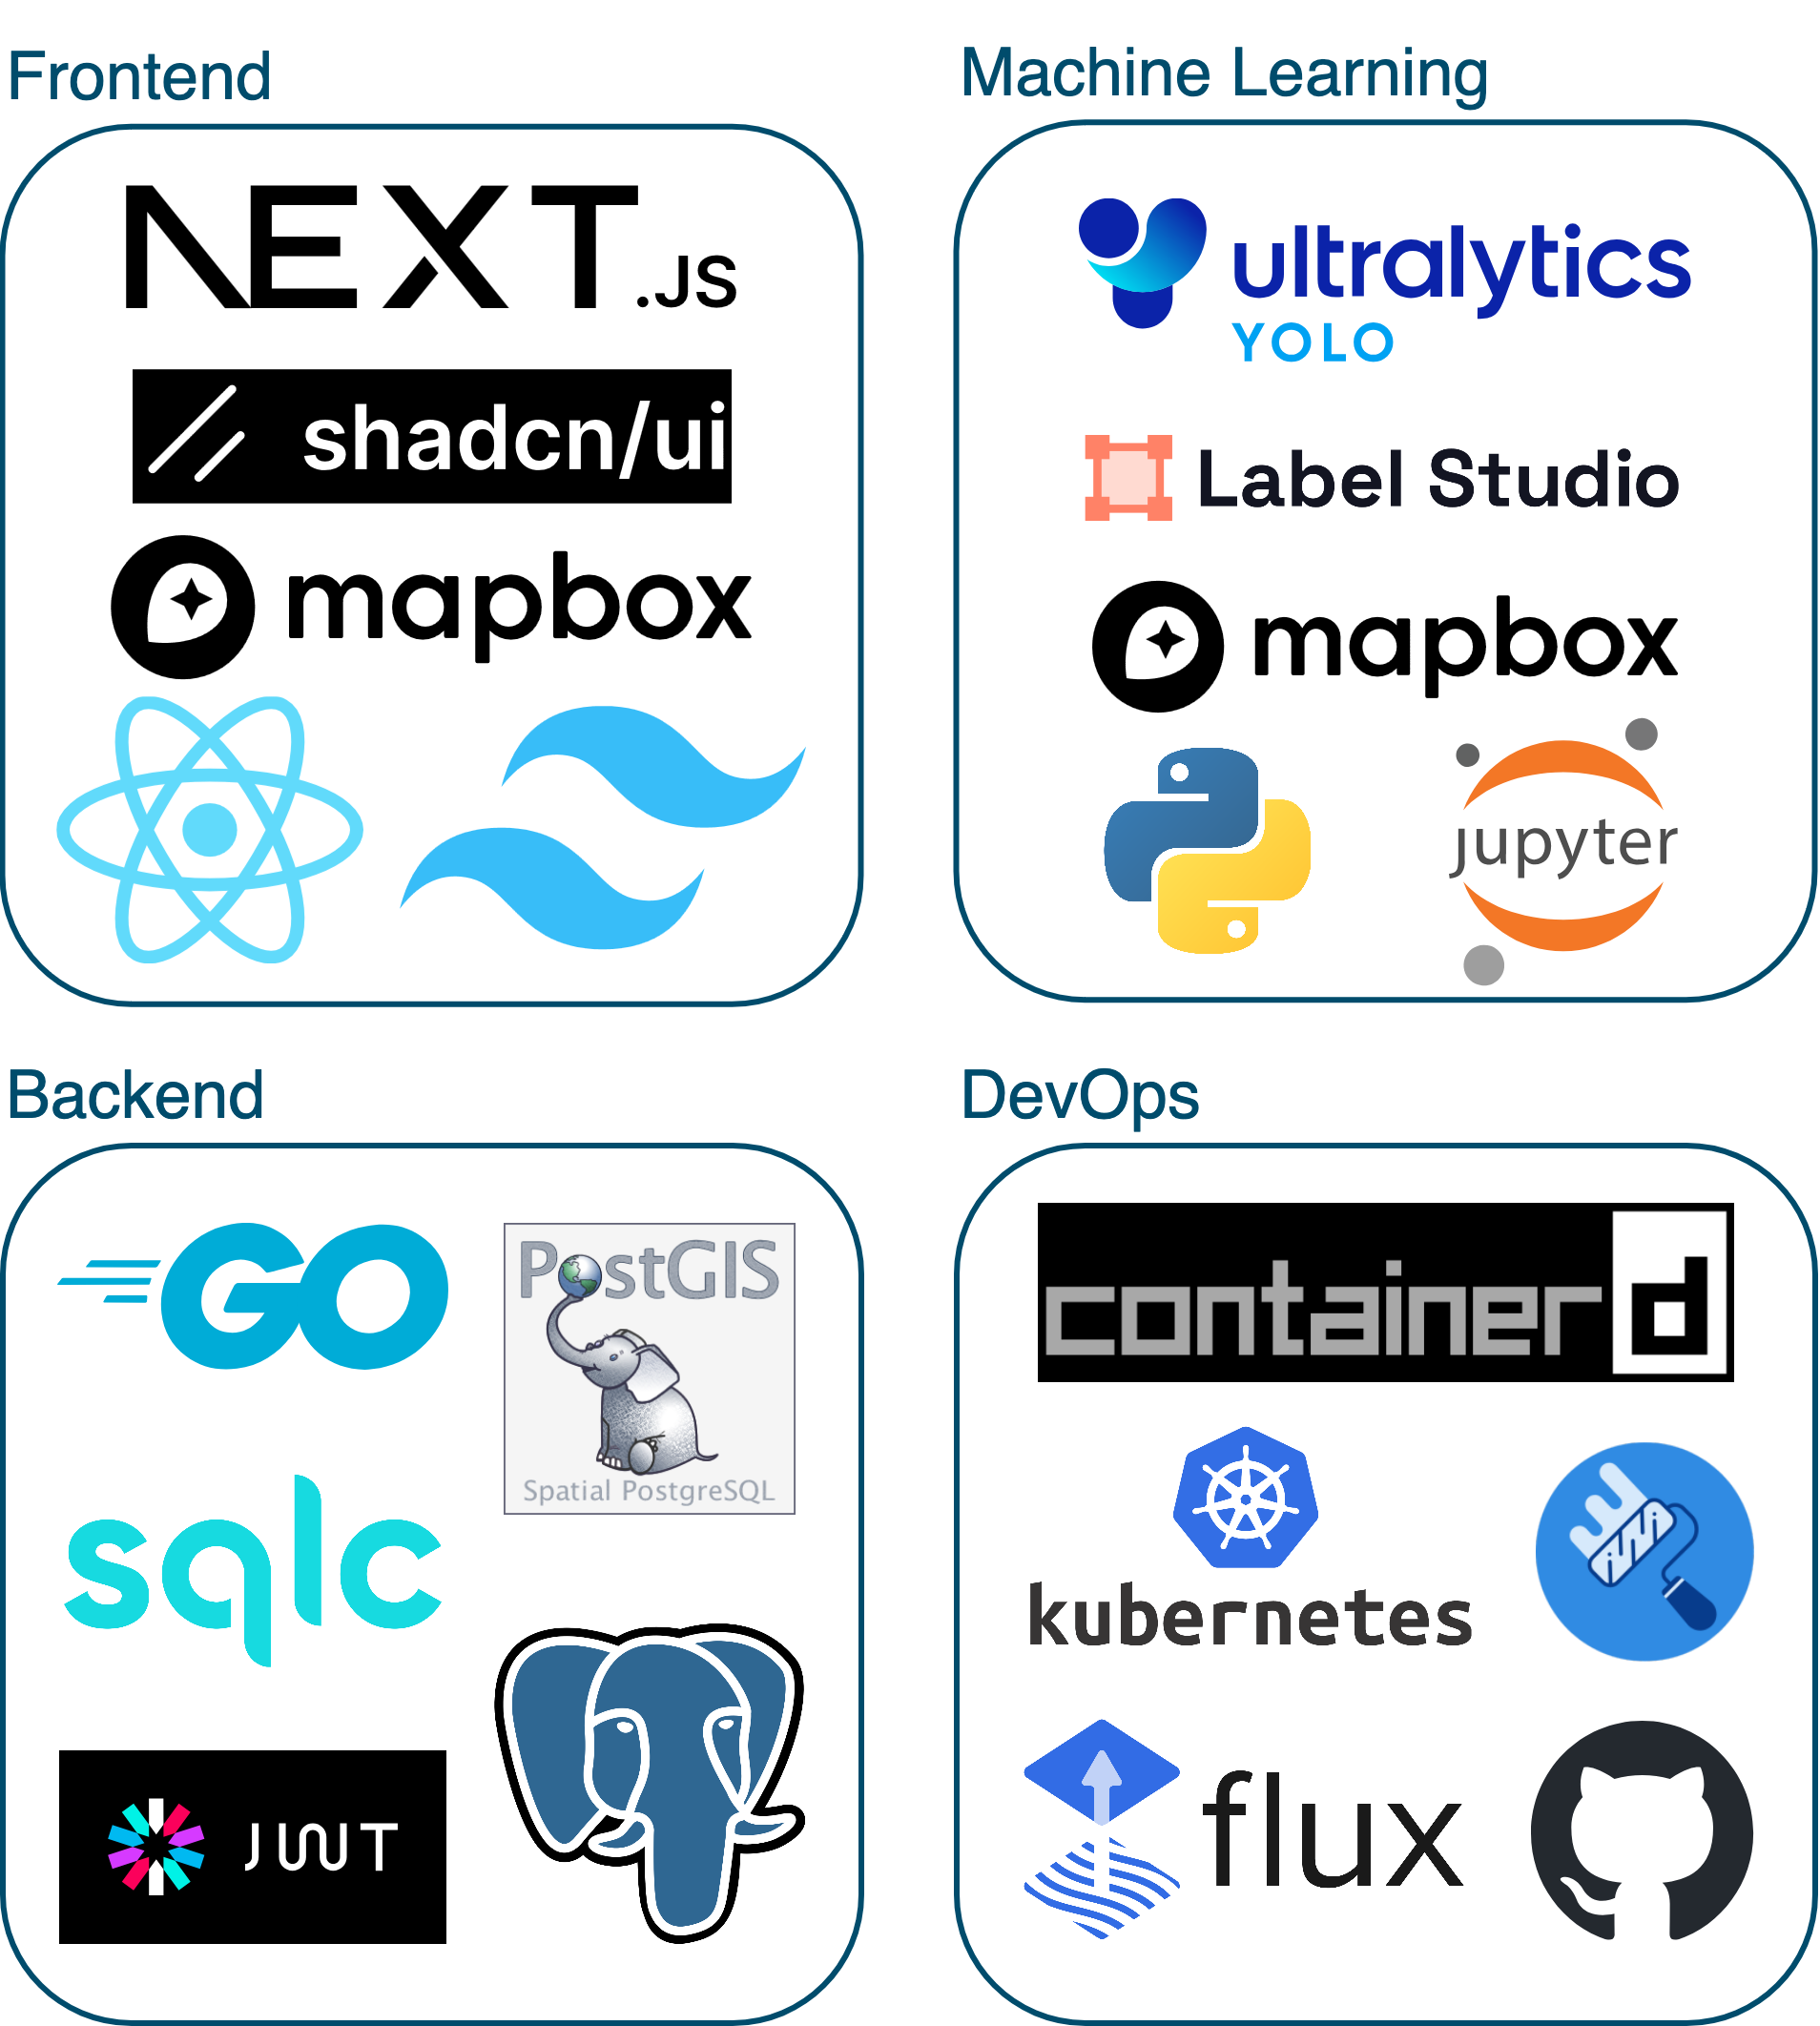 Frontend
NEXT.JS
shadcn/ui
mapbox
Machine Learning
ultralytics
YOLO
Label Studio
mapbox
jupyter
Backend
GO
PostGIS
Spatial PostgreSQL
sqlc
JWT
DevOps
containerd
kubernetes
flux